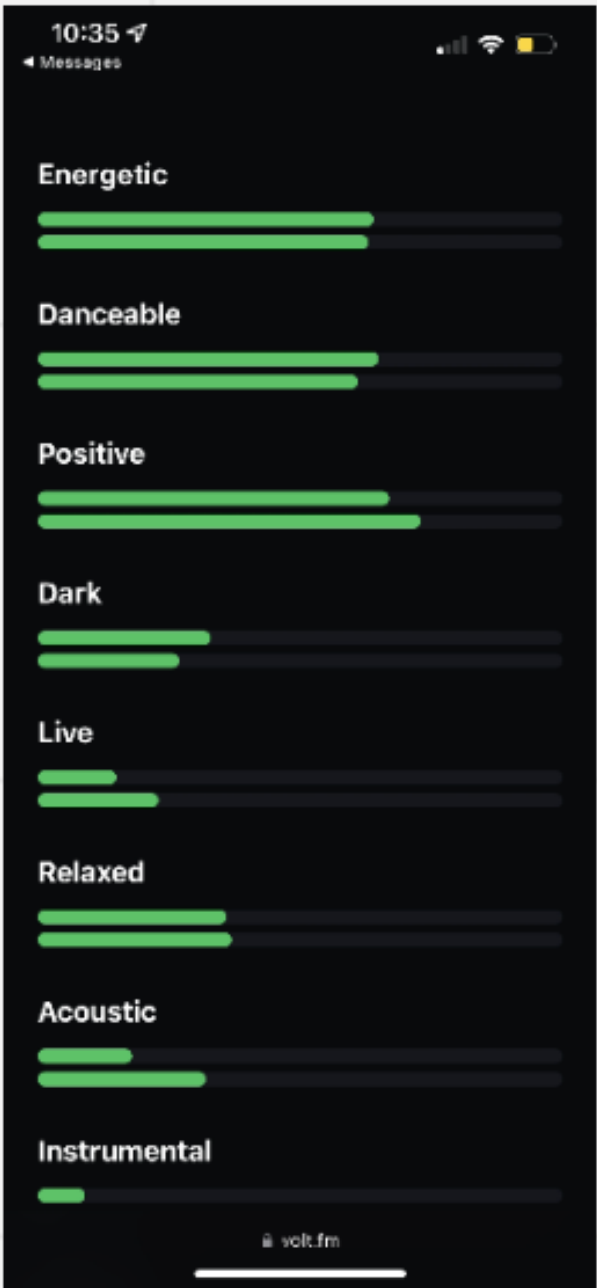 10:35
◀ Messages
Energetic
Danceable
Positive
Dark
Live
Relaxed
Acoustic
Instrumental
volt.fm